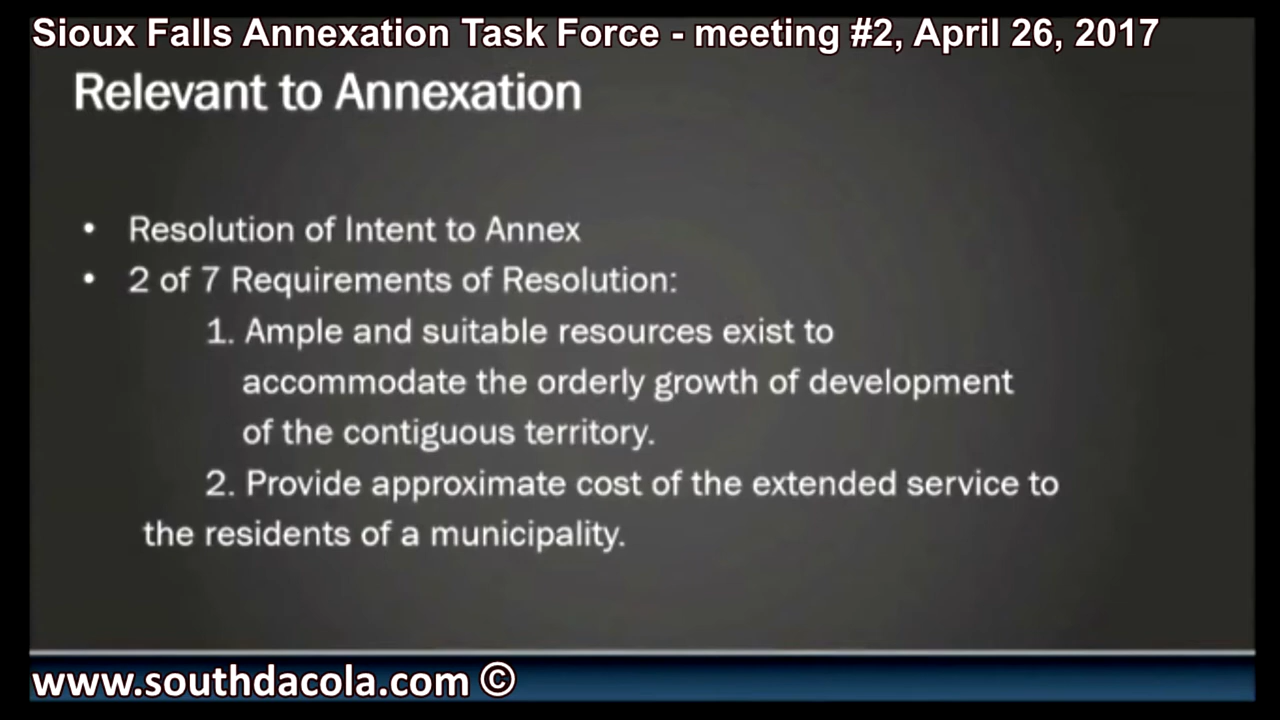 Sioux Falls Annexation Task Force - meeting #2, April 26, 2017
Relevant to Annexation
• Resolution of Intent to Annex
• 2 of 7 Requirements of Resolution:
1. Ample and suitable resources exist to
accommodate the orderly growth of development
of the contiguous territory.
2. Provide approximate cost of the extended service to
the residents of a municipality.
www.southdacola.com ©